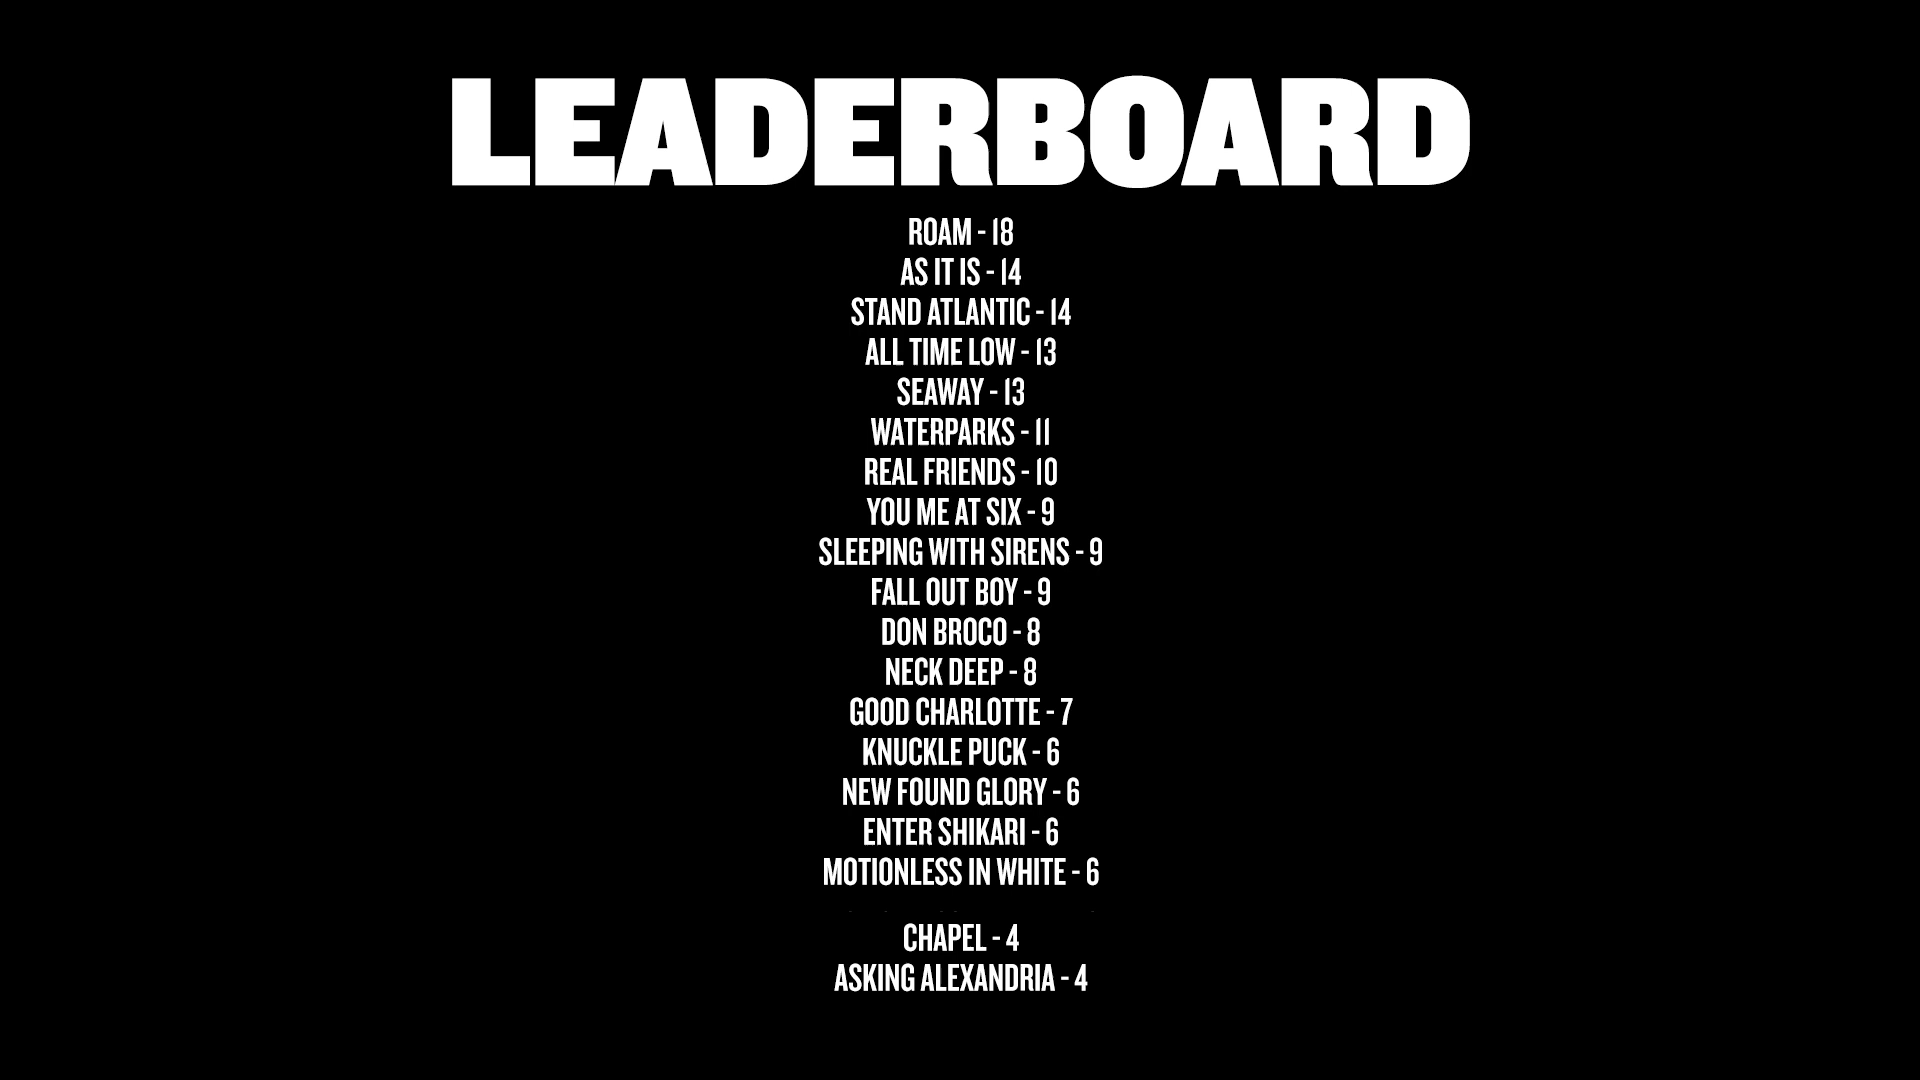 LEADERBOARD
ROAM - 18
AS IT IS - 14
STAND ATLANTIC - 14
ALL TIME LOW - 13
SEAWAY - 13
WATERPARKS - 11
REAL FRIENDS - 10
YOU ME AT SIX - 9
SLEEPING WITH SIRENS - 9
FALL OUT BOY - 9
DON BROCO - 8
NECK DEEP - 8
GOOD CHARLOTTE - 7
KNUCKLE PUCK - 6
NEW FOUND GLORY - 6
ENTER SHIKARI - 6
MOTIONLESS IN WHITE - 6
CHAPEL - 4
ASKING ALEXANDRIA - 4